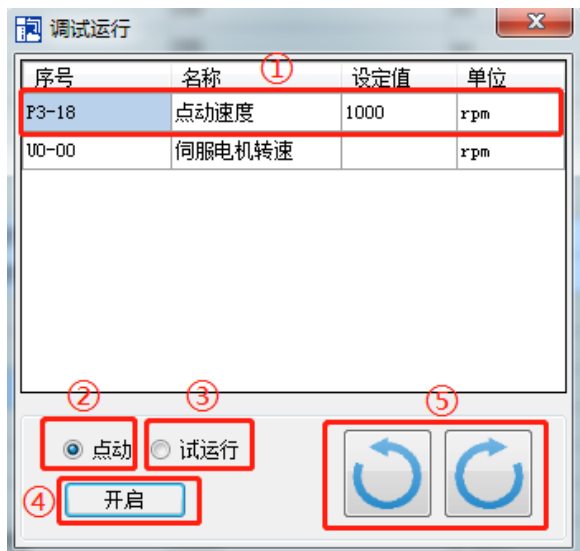 调试运行
序号 名称 ① 设定值 单位
P3-18 点动速度 1000 rpm
U0-00 伺服电机转速 rpm
② ③ ⑤
点动 试运行
④ 开启